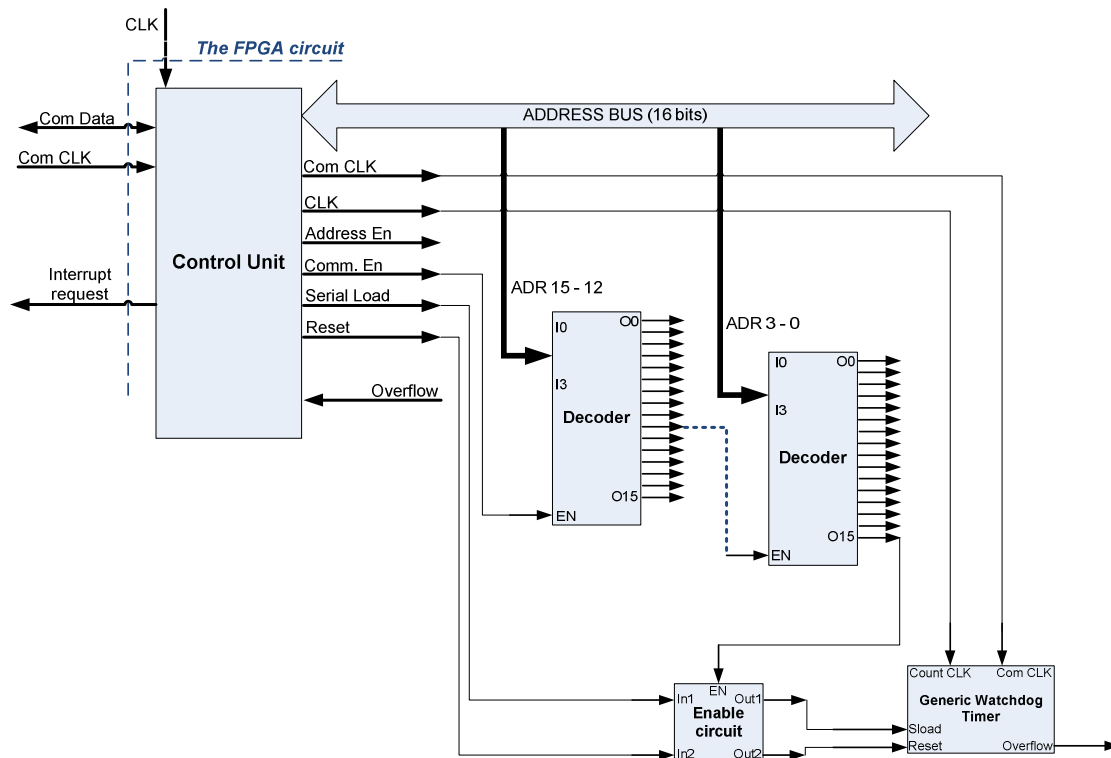 CLK
The FPGA circuit
ADDRESS BUS (16 bits)
Com Data
Com CLK
Control Unit
Interrupt
request
Com CLK
CLK
Address En
Comm. En
Serial Load
Reset
Overflow
ADR 15 - 12
I0
O0
I3
Decoder
O15
EN
ADR 3 - 0
I0
O0
I3
Decoder
O15
EN
EN
In1
Out1
Enable
circuit
In2
Out2
Count CLK
Com CLK
Generic Watchdog
Timer
Sload
Reset
Overflow